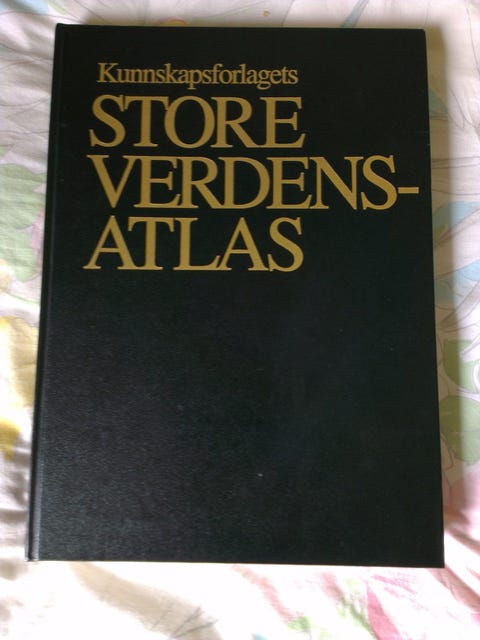 Kunnskapsforlagets
STORE
VERDENS-
ATLAS